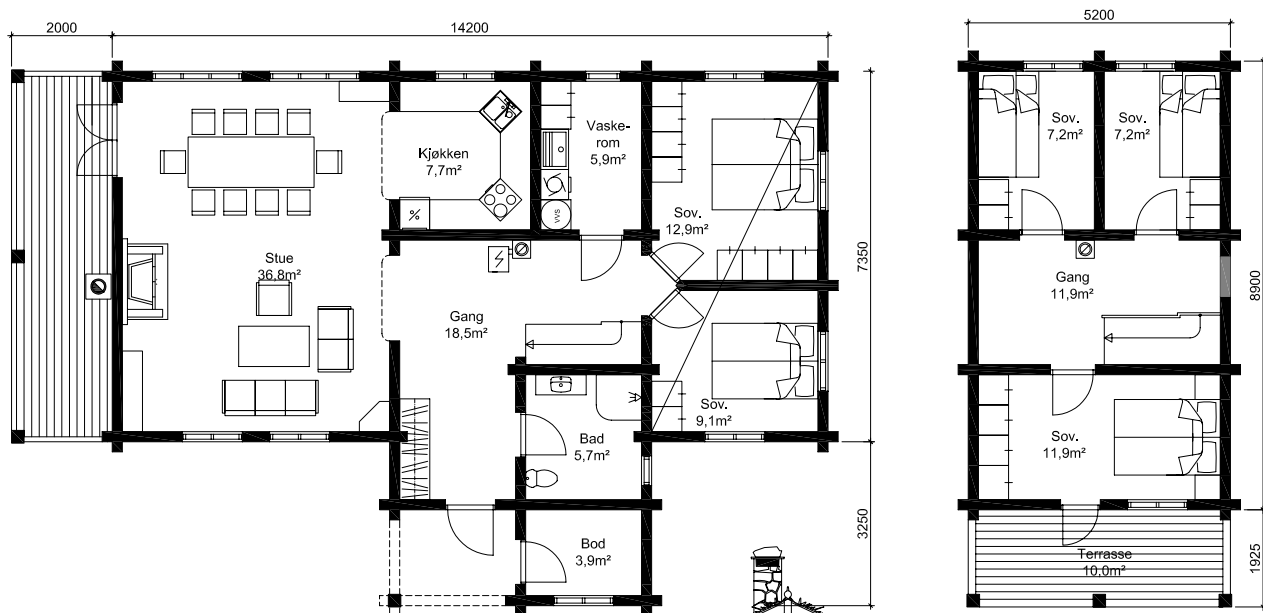 2000
14200
5200
Kjøkken
7,7m²
Vaske-
rom
5,9m²
VVS
%
Sov.
12,9m²
Stue
36,8m²
Gang
18,5m²
Sov.
9,1m²
Bad
5,7m²
Bod
3,9m²
7350
3250
Sov.
7,2m²
Sov.
7,2m²
Gang
11,9m²
Sov.
11,9m²
Terrasse
10,0m²
8900
1925